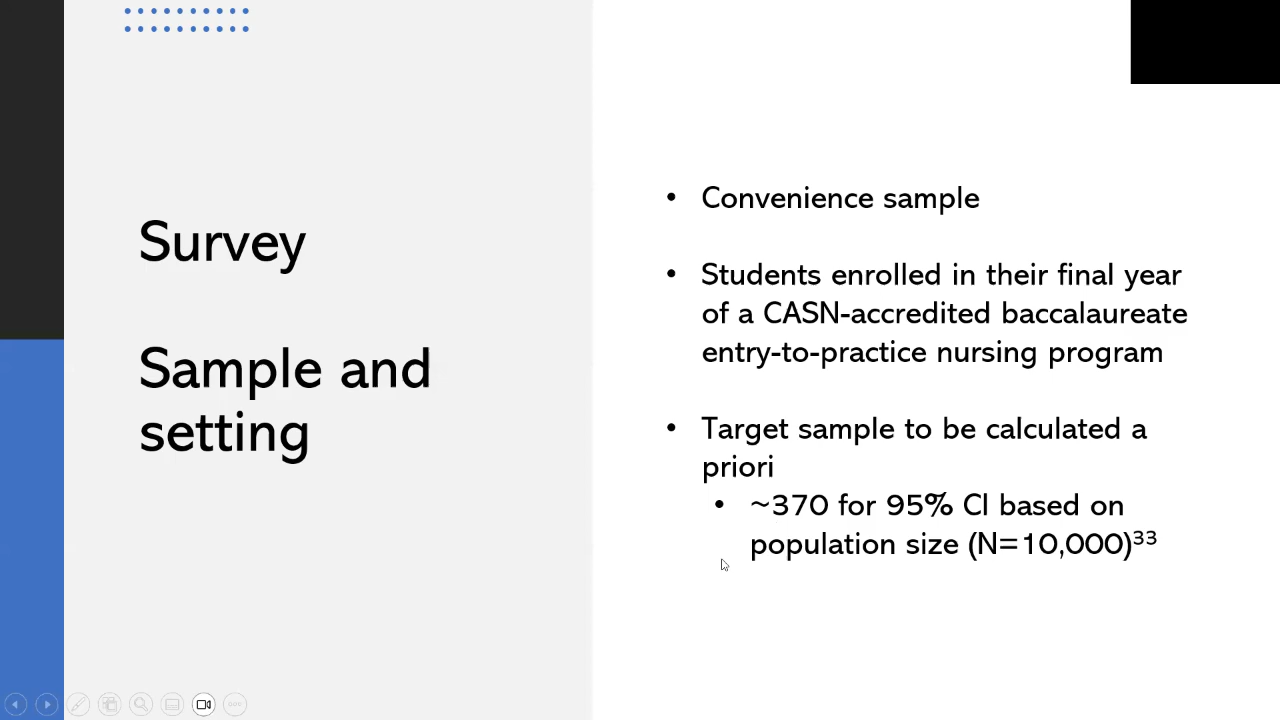 Survey
Sample and
setting
• Convenience sample
• Students enrolled in their final year
of a CASN-accredited baccalaureate
entry-to-practice nursing program
• Target sample to be calculated a
priori
• ~370 for 95% Cl based on
population size (N=10,000)³³